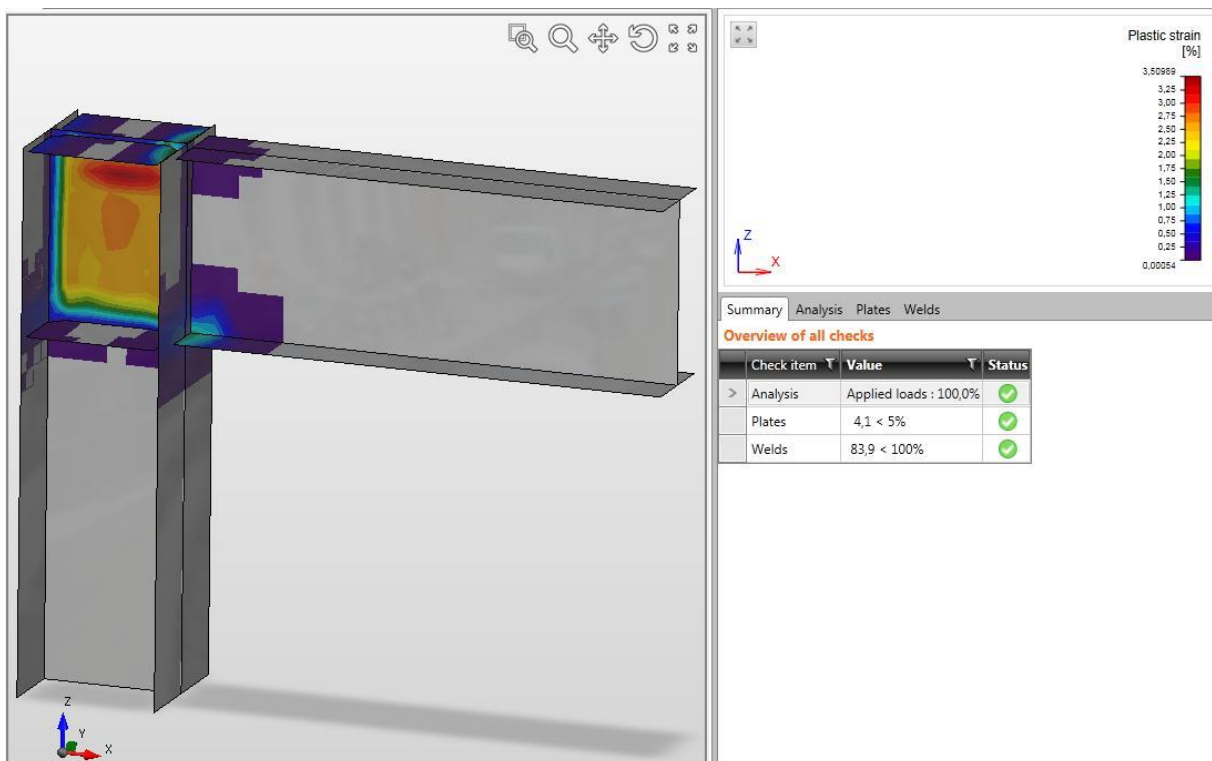 Plastic strain
[%]
3,50989
3,25
3,00
2,75
2,50
2,25
2,00
1,75
1,50
1,25
1,00
0,75
0,50
0,25
0,00054
Z
X
Summary Analysis Plates Welds
Overview of all checks
Check item Value Status
> Analysis Applied loads : 100,0%
Plates 4,1 < 5%
Welds 83,9 < 100%
Z
Y
X